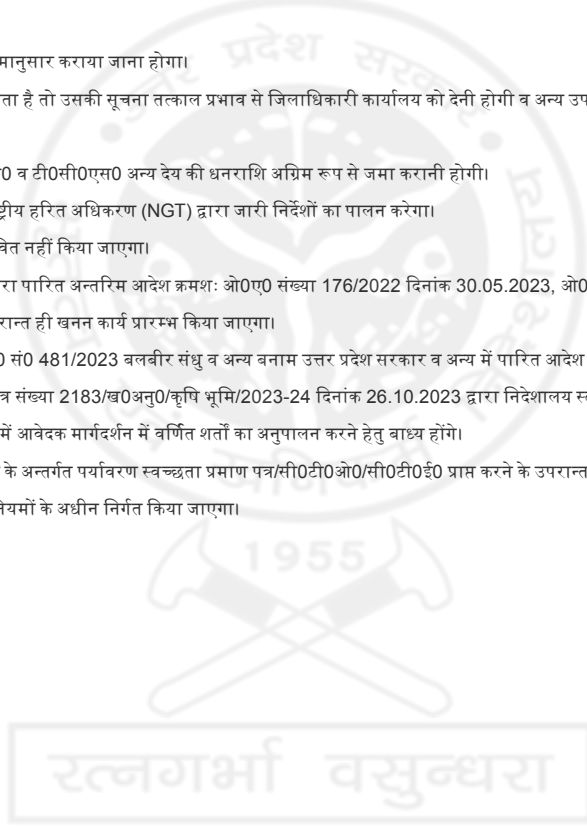 मानुसार कराया जाना होगा।
ता है तो उसकी सूचना तत्काल प्रभाव से जिलाधिकारी कार्यालय को देनी होगी व अन्य उप
0 व टी0सी0एस0 अन्य देय की धनराशि अग्रिम रूप से जमा करानी होगी।
ष्ट्रीय हरित अधिकरण (NGT) द्वारा जारी निर्देशों का पालन करेगा।
वित नहीं किया जाएगा।
रा पारित अन्तरिम आदेश क्रमशः ओ0ए0 संख्या 176/2022 दिनांक 30.05.2023, ओ0
रान्त ही खनन कार्य प्रारम्भ किया जाएगा।
0 सं0 481/2023 बलबीर संधु व अन्य बनाम उत्तर प्रदेश सरकार व अन्य में पारित आदेश
त्र संख्या 2183/ख0अनु0/कृषि भूमि/2023-24 दिनांक 26.10.2023 द्वारा निदेशालय स्
में आवेदक मार्गदर्शन में वर्णित शर्तों का अनुपालन करने हेतु बाध्य होंगे।
के अन्तर्गत पर्यावरण स्वच्छता प्रमाण पत्र/सी0टी0ओ0/सी0टी0ई0 प्राप्त करने के उपरान्त
नियमों के अधीन निर्गत किया जाएगा।
उत्तर प्रदेश सरकार
1955
रत्नगर्भा वसुन्धरा